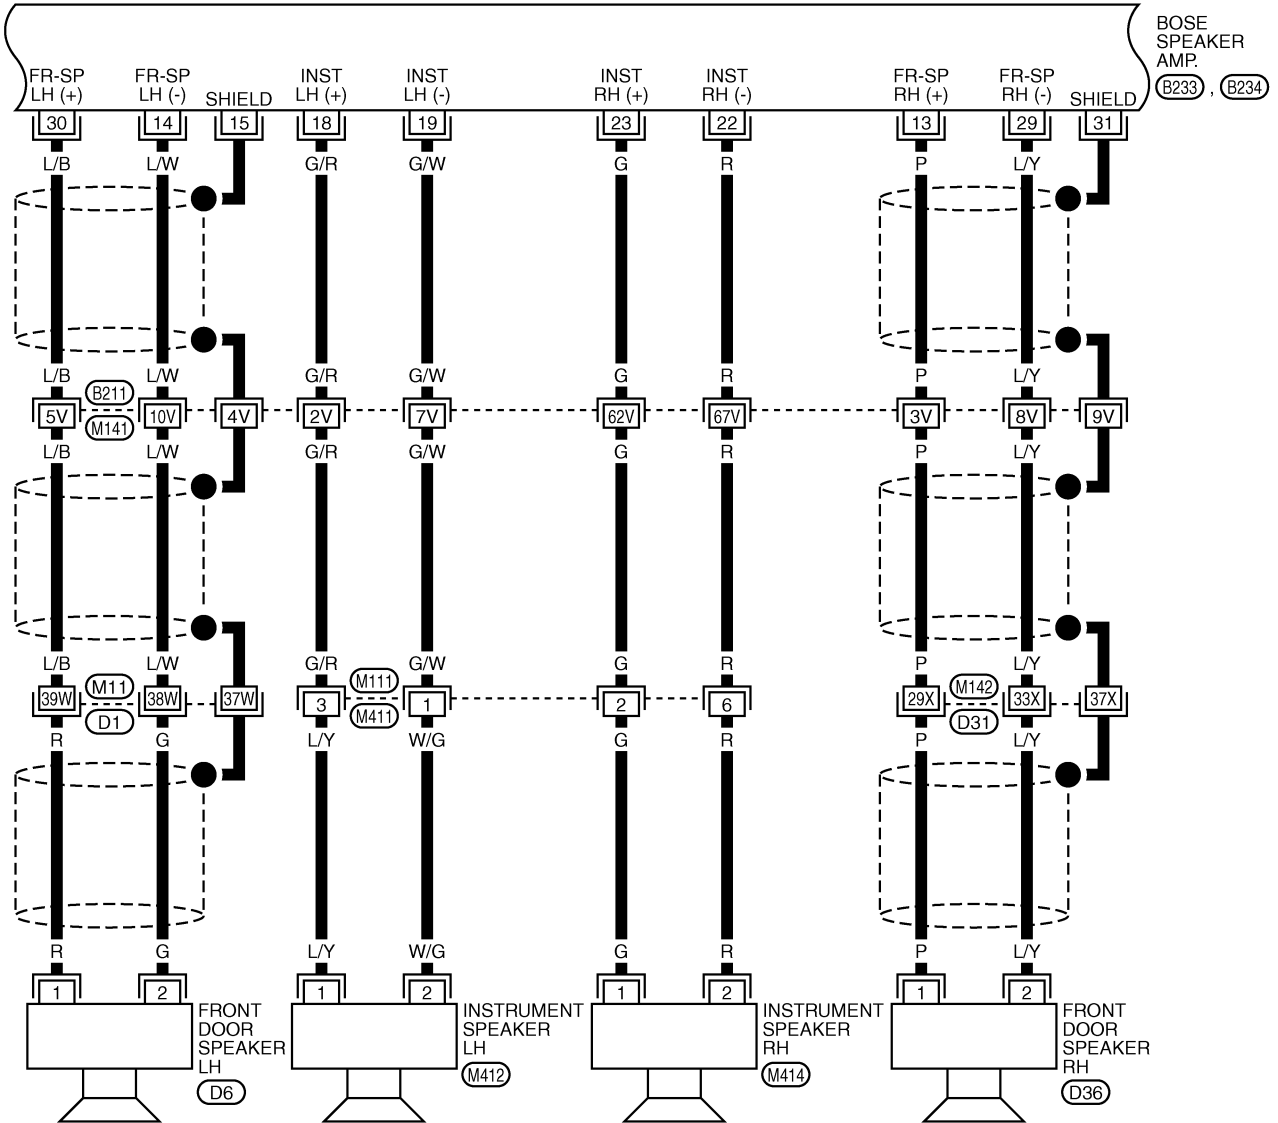 BOSE
SPEAKER
AMP.
B233 , B234
FR-SP FR-SP INST INST INST INST FR-SP FR-SP
LH (+) LH (-) SHIELD LH (+) LH (-) RH (+) RH (-) RH (+) RH (-) SHIELD
30 14 15 18 19 23 22 13 29 31
L/B L/W G/R G/W G R P L/Y
L/B L/W G/R G/W G R P L/Y
B211
5V 10V 4V 2V 7V 62V 67V 3V 8V 9V
M141
L/B L/W G/R G/W G R P L/Y
L/B L/W G/R G/W G R P L/Y
M11 M111 M142
39W 38W 37W 3 1 2 6 29X 33X 37X
D1 M411 D31
R G L/Y W/G G R P L/Y
R G L/Y W/G G R P L/Y
1 2 1 2 1 2 1 2
FRONT
DOOR
SPEAKER
LH
D6
INSTRUMENT
SPEAKER
LH
M412
INSTRUMENT
SPEAKER
RH
M414
FRONT
DOOR
SPEAKER
RH
D36